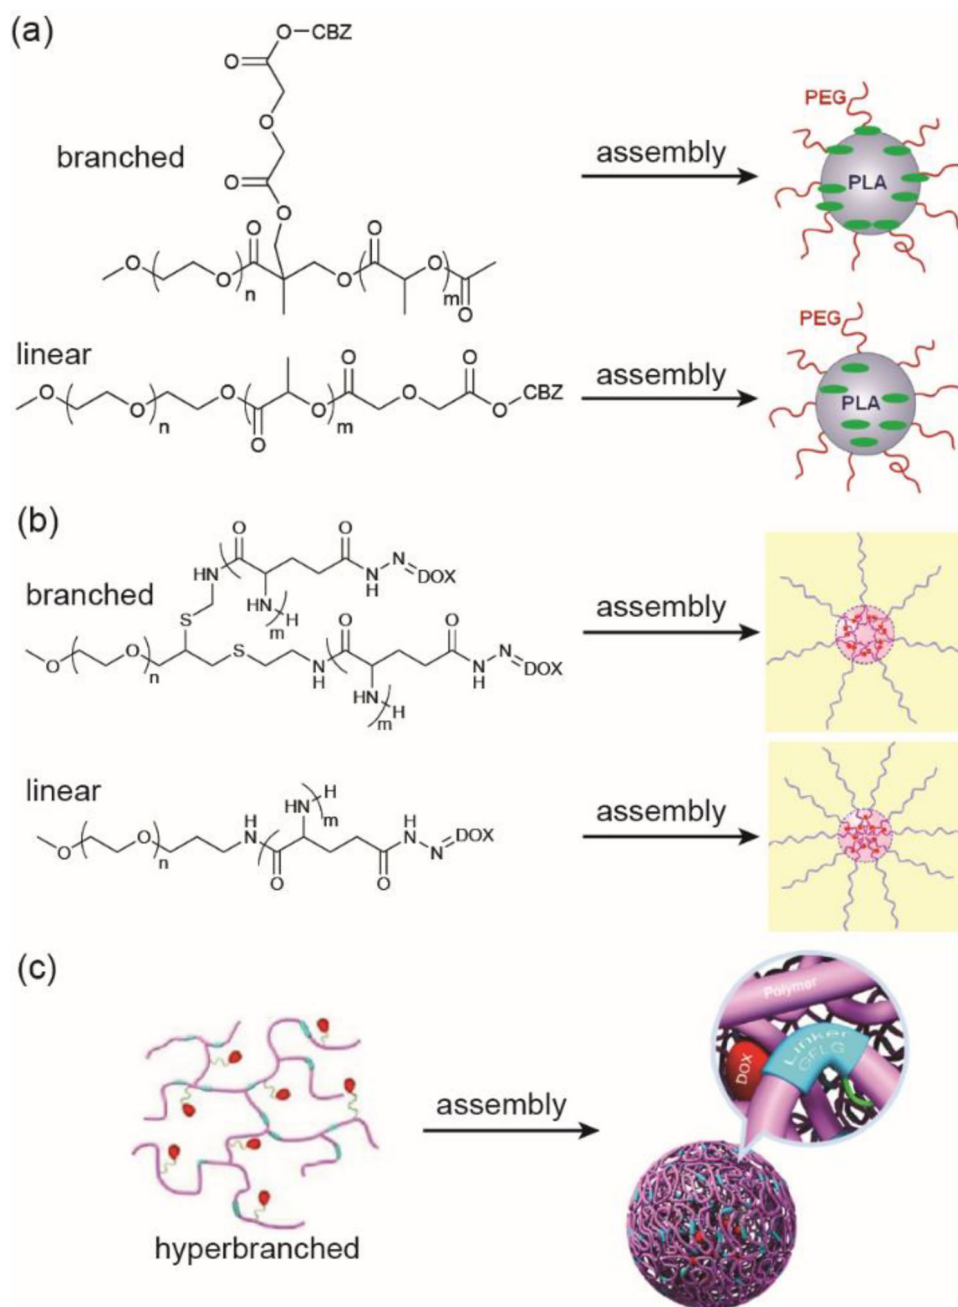 (a)
O
CBZ
O
O
O
O
branched
assembly
PEG
PLA
O
O
O
O
O
O
O
n
m
O
linear
PEG
O
O
O
n
O
O
m
O
O
O
O
CBZ
assembly
PLA
(b)
O
O
branched
HN
N
H
N
DOX
HN
H
m
S
assembly
O
O
n
S
N
H
O
O
N
H
N
DOX
HN
H
m
linear
HN
H
m
O
O
n
H
N
O
O
H
N
N
DOX
assembly
(c)
Polymer
Linker
GFLG
DOX
assembly
hyperbranched